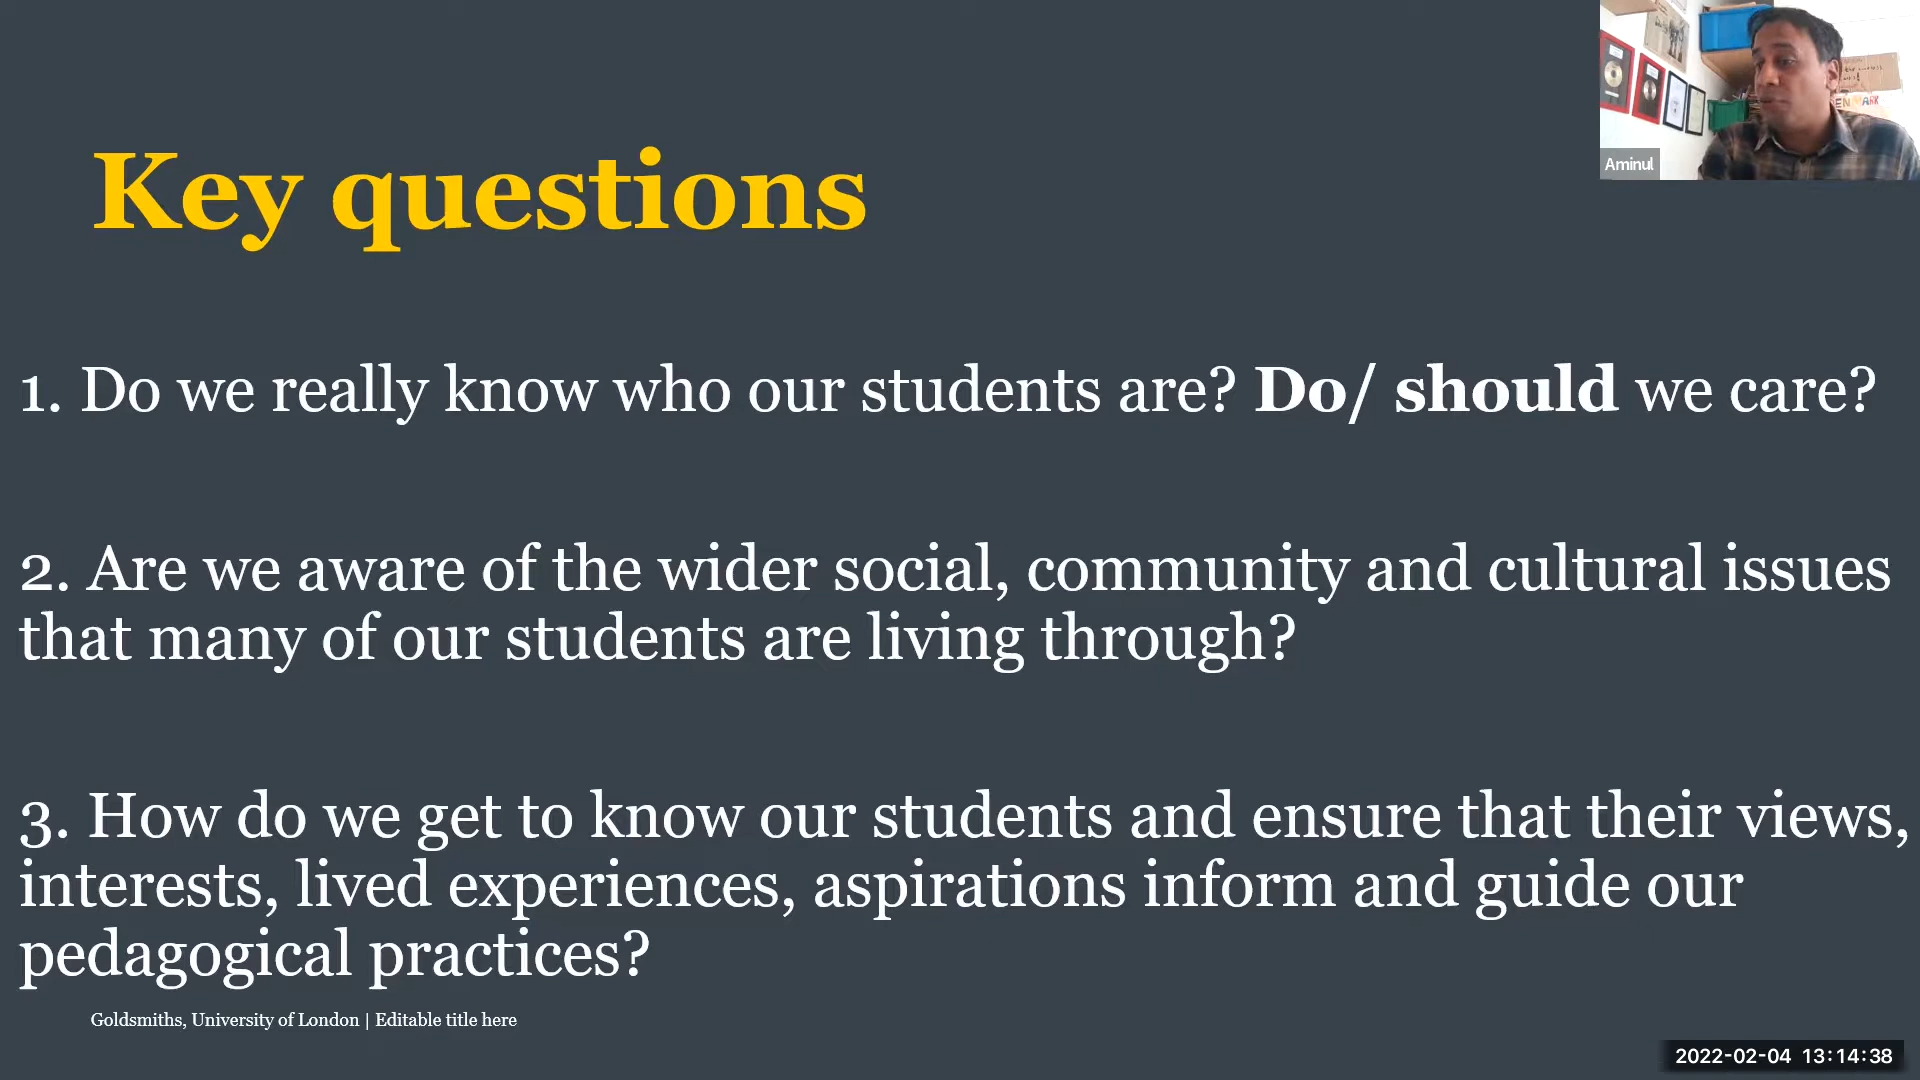 Aminul
EN ARK
Key questions
1. Do we really know who our students are? Do/ should we care?
2. Are we aware of the wider social, community and cultural issues
that many of our students are living through?
3. How do we get to know our students and ensure that their views,
interests, lived experiences, aspirations inform and guide our
pedagogical practices?
Goldsmiths, University of London | Editable title here
2022-02-04 13:14:38